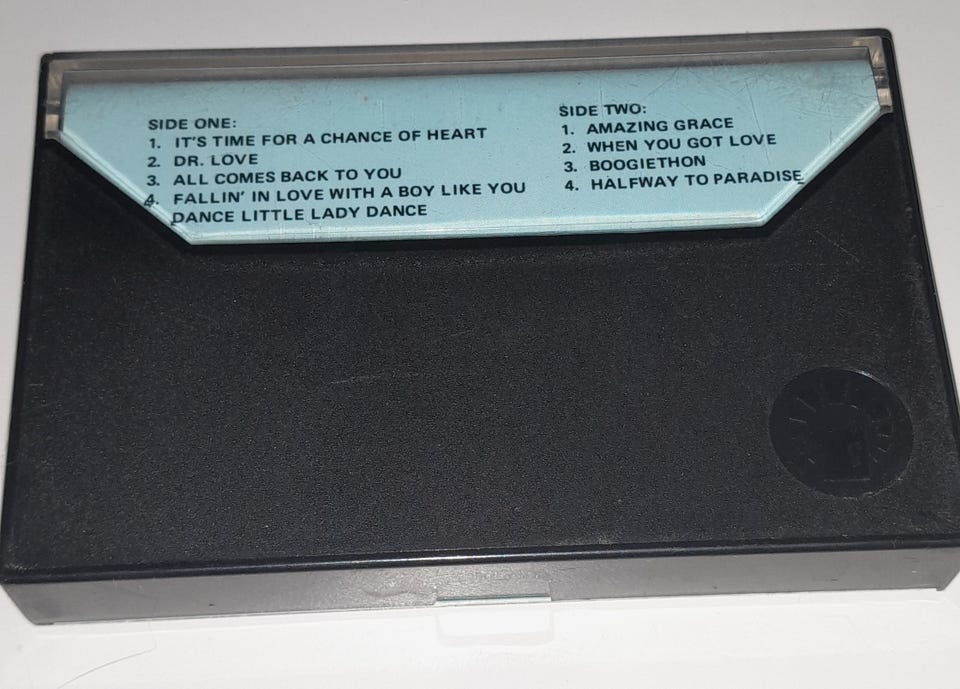 SIDE ONE:
1. IT'S TIME FOR A CHANCE OF HEART
2. DR. LOVE
3. ALL COMES BACK TO YOU
4. FALLIN' IN LOVE WITH A BOY LIKE YOU
DANCE LITTLE LADY DANCE
SIDE TWO:
1. AMAZING GRACE
2. WHEN YOU GOT LOVE
3. BOOGIETHON
4. HALFWAY TO PARADISE